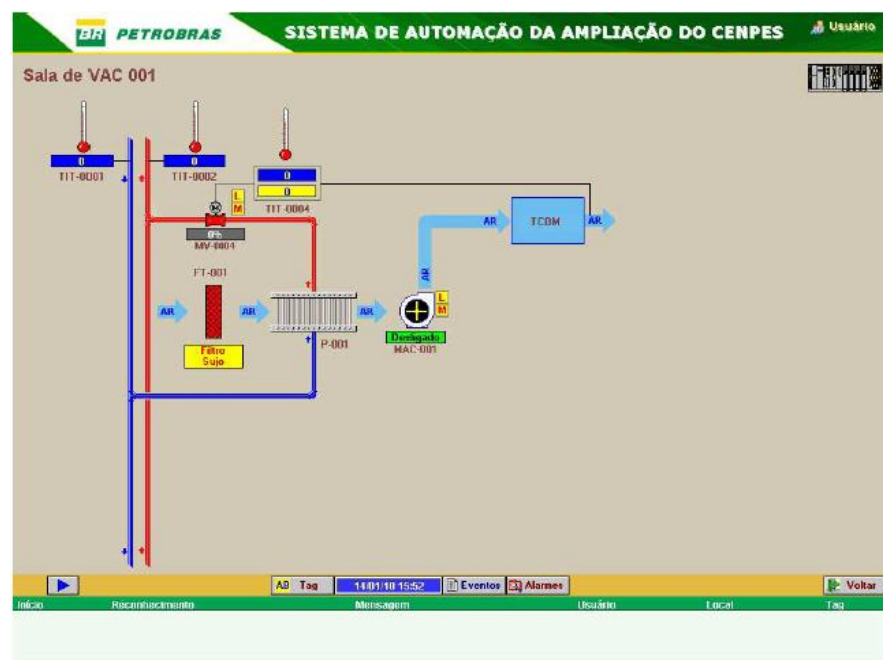 BR PETROBRAS
SISTEMA DE AUTOMAÇÃO DA AMPLIAÇÃO DO CENPES
Usuário
Sala de VAC 001
0
0
0
0
TIT-0001
TIT-0002
TIT-0004
L
M
M
0%
MV-0004
AR
TCOM
AR
FT-001
AR
AR
AR
AR
L
M
P-001
Desligado
MAC-001
Filtro
Sujo
AB Tag
14/01/10 15:52
Eventos
Alarmes
Voltar
Início
Reconhecimento
Mensagem
Usuário
Local
Tag